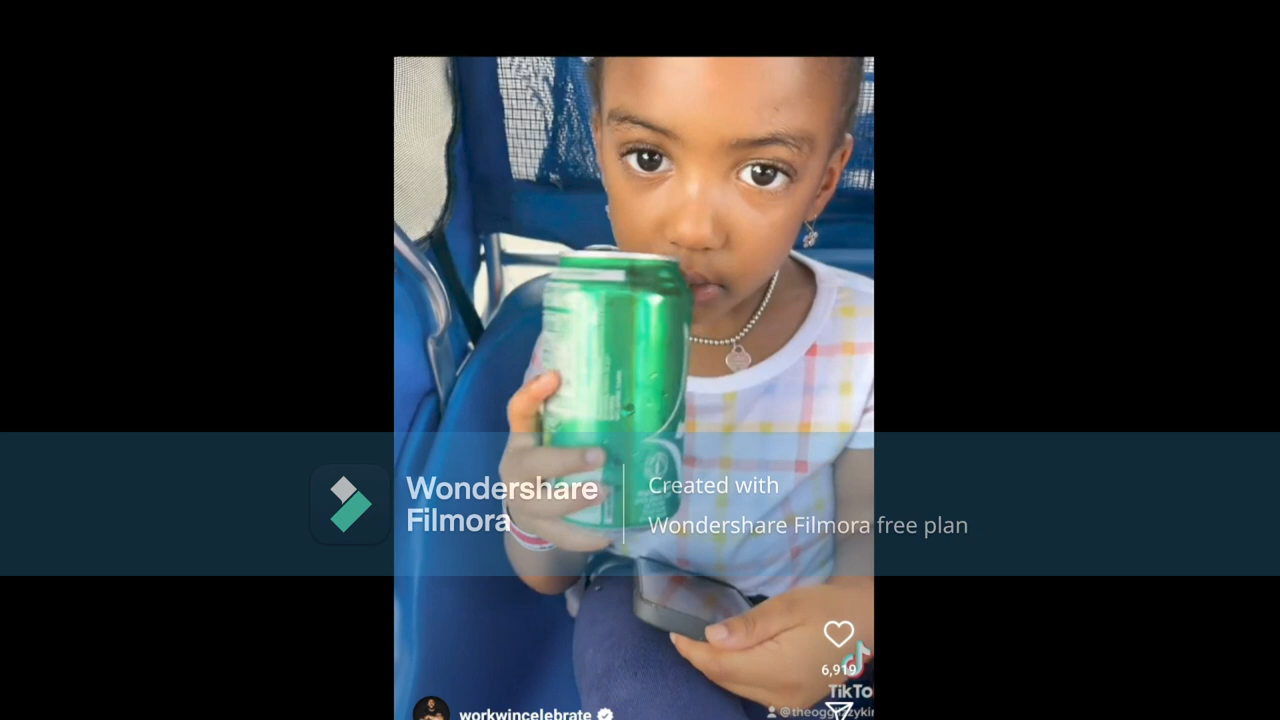 Wondershare
Filmora
Created with
Wondershare Filmora free plan
6,919
TikTo
workwincelebrate